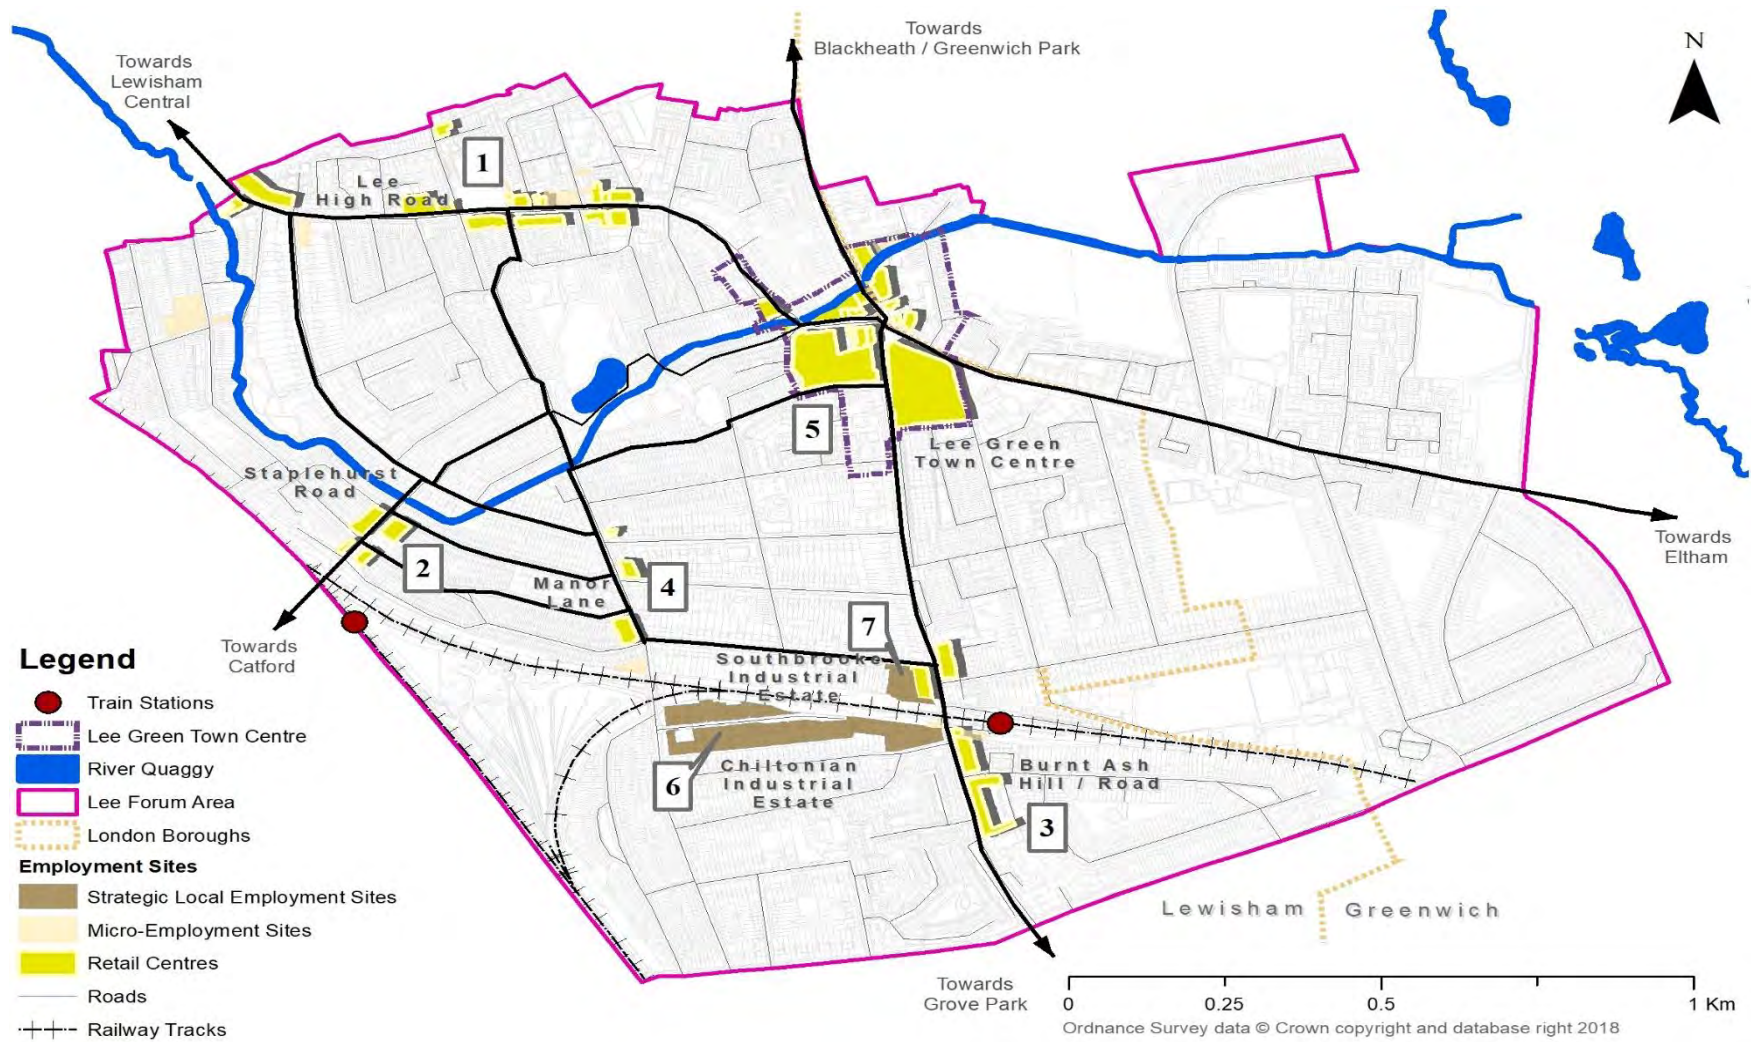 Towards
Blackheath / Greenwich Park
N
Towards
Lewisham
Central
1
Lee
High Road
5
Lee Green
Town Centre
Staplehurst
Road
Towards
Eltham
2
Manor
Lane
4
7
Towards
Catford
Southbrooke
Industrial
Estate
6
Chiltonian
Industrial
Estate
Burnt Ash
Hill / Road
3
Lewisham
Greenwich
Towards
Grove Park
Legend
Train Stations
Lee Green Town Centre
River Quaggy
Lee Forum Area
London Boroughs
Employment Sites
Strategic Local Employment Sites
Micro-Employment Sites
Retail Centres
Roads
Railway Tracks
0 0.25 0.5 1 Km
Ordnance Survey data © Crown copyright and database right 2018